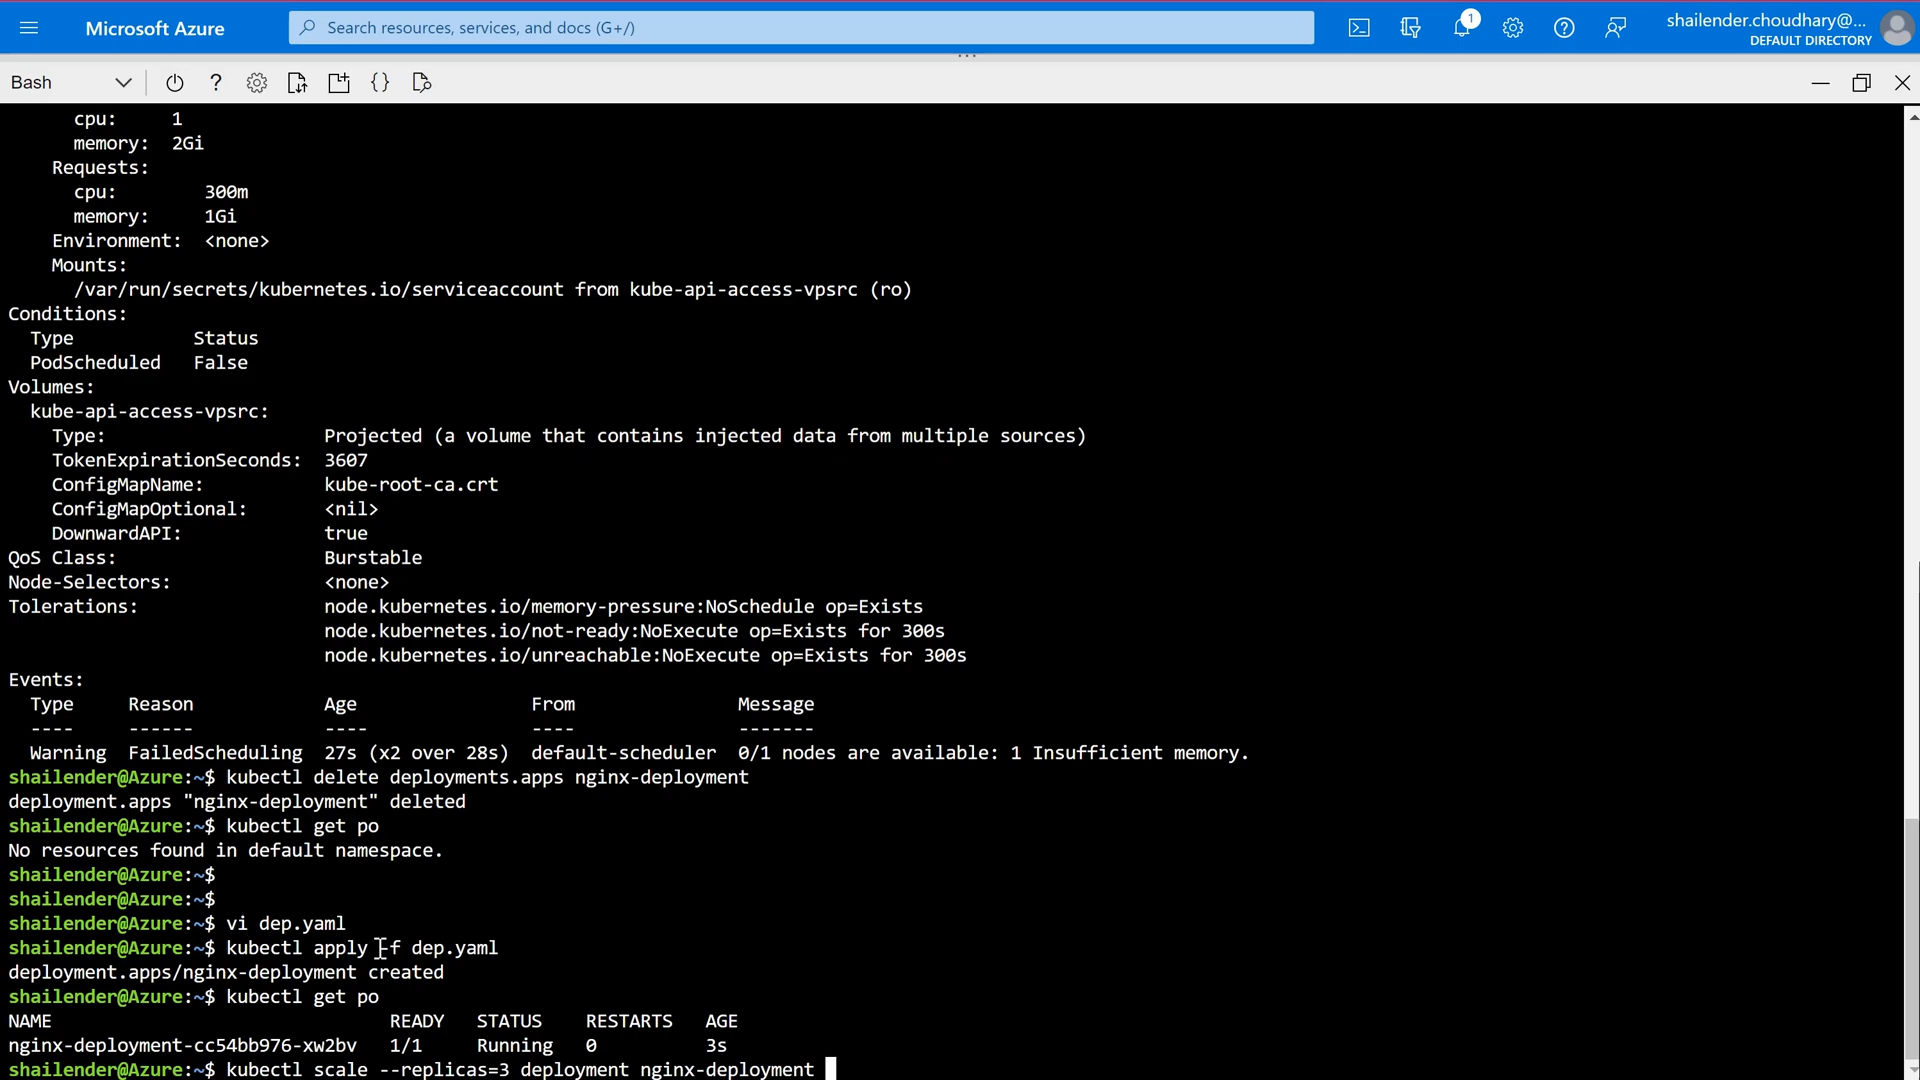 Microsoft Azure
Search resources, services, and docs (G+/)
1
shailender.choudhary@...
DEFAULT DIRECTORY
Bash
cpu: 1
memory: 2Gi
Requests:
cpu: 300m
memory: 1Gi
Environment: <none>
Mounts:
/var/run/secrets/kubernetes.io/serviceaccount from kube-api-access-vpsrc (ro)
Conditions:
Type Status
PodScheduled False
Volumes:
kube-api-access-vpsrc:
Type: Projected (a volume that contains injected data from multiple sources)
TokenExpirationSeconds: 3607
ConfigMapName: kube-root-ca.crt
ConfigMapOptional: <nil>
DownwardAPI: true
QoS Class: Burstable
Node-Selectors: <none>
Tolerations: node.kubernetes.io/memory-pressure:NoSchedule op=Exists
node.kubernetes.io/not-ready:NoExecute op=Exists for 300s
node.kubernetes.io/unreachable:NoExecute op=Exists for 300s
Events:
Type Reason Age From Message
---- ------ ---- ---- -------
Warning FailedScheduling 27s (x2 over 28s) default-scheduler 0/1 nodes are available: 1 Insufficient memory.
shailender@Azure:~$ kubectl delete deployments.apps nginx-deployment
deployment.apps "nginx-deployment" deleted
shailender@Azure:~$ kubectl get po
No resources found in default namespace.
shailender@Azure:~$
shailender@Azure:~$
shailender@Azure:~$ vi dep.yaml
shailender@Azure:~$ kubectl apply -f dep.yaml
deployment.apps/nginx-deployment created
shailender@Azure:~$ kubectl get po
NAME READY STATUS RESTARTS AGE
nginx-deployment-cc54bb976-xw2bv 1/1 Running 0 3s
shailender@Azure:~$ kubectl scale --replicas=3 deployment nginx-deployment